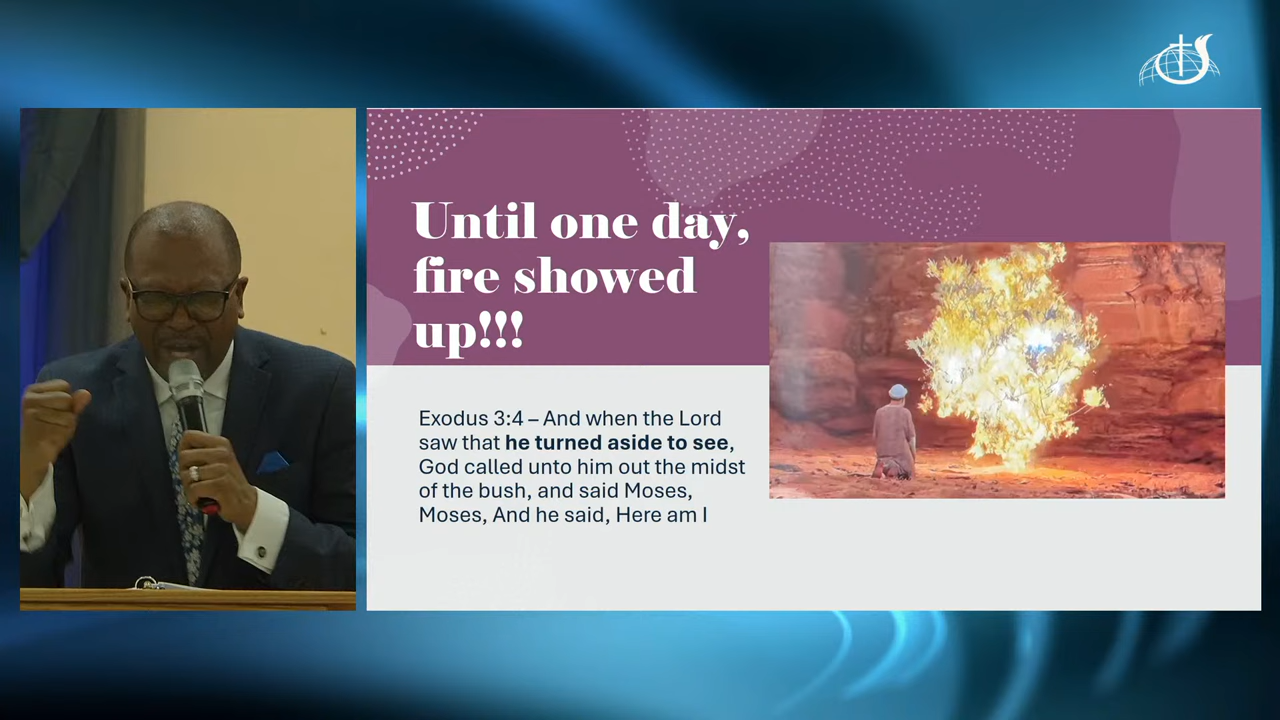 Until one day,
fire showed
up!!!
Exodus 3:4 – And when the Lord
saw that he turned aside to see,
God called unto him out the midst
of the bush, and said Moses,
Moses, And he said, Here am I